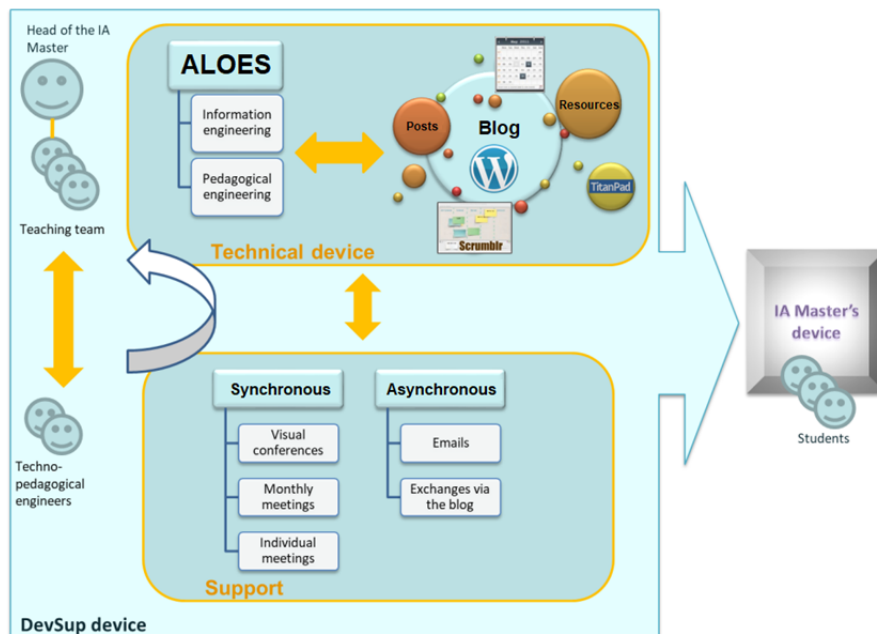 Head of the IA
Master
Teaching team
Techno-
pedagogical
engineers
ALOES
Information
engineering
Pedagogical
engineering
Posts
Blog
Resources
TitanPad
Scrumblr
Technical device
Synchronous
Visual
conferences
Monthly
meetings
Individual
meetings
Asynchronous
Emails
Exchanges via
the blog
Support
DevSup device
IA Master's
device
Students